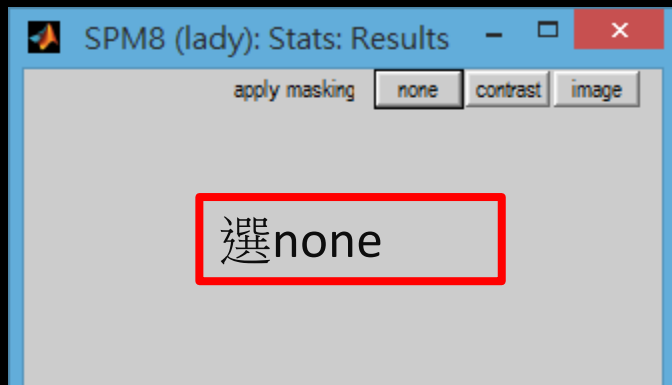 SPM8 (lady): Stats: Results
apply masking none contrast image
選none